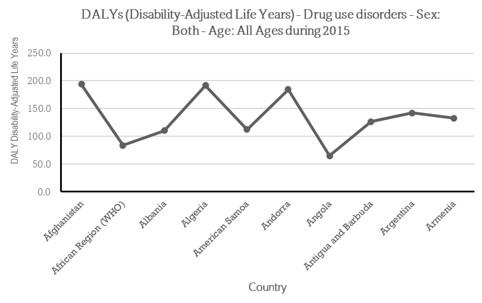 DALYs (Disability-Adjusted Life Years) - Drug use disorders - Sex:
Both - Age: All Ages during 2015
DALY Disability-Adjusted Life Years
250.0
200.0
150.0
100.0
50.0
0.0
Afghanistan
African Region (WHO)
Albania
Algeria
American Samoa
Andorra
Angola
Antigua and Barbuda
Argentina
Armenia
Country